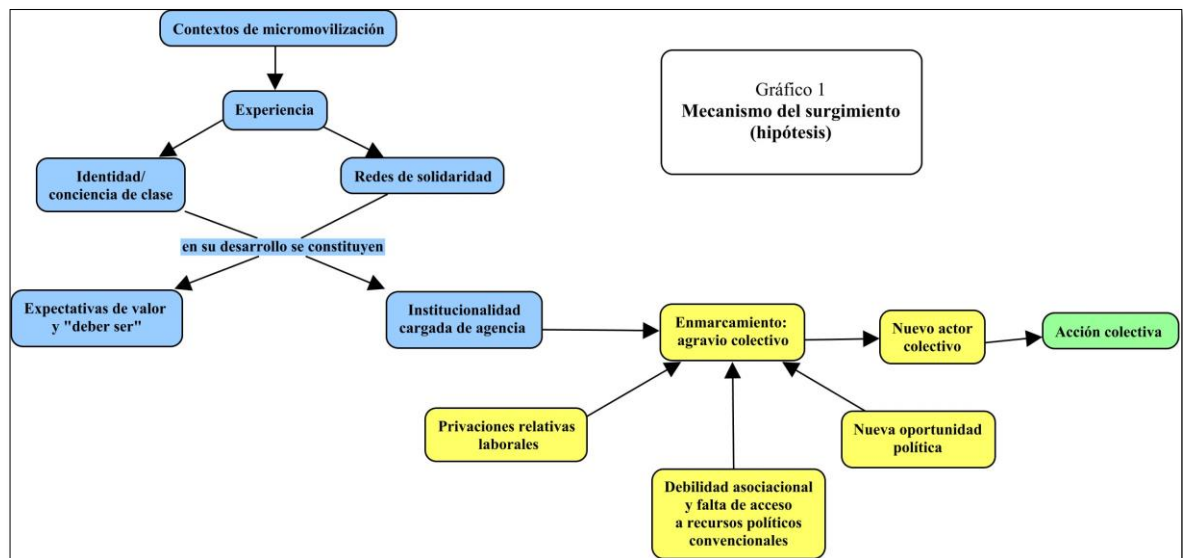 Contextos de micromovilización
Gráfico 1
Mecanismo del surgimiento
(hipótesis)
Experiencia
Identidad/
conciencia de clase
Redes de solidaridad
en su desarrollo se constituyen
Expectativas de valor
y "deber ser"
Institucionalidad
cargada de agencia
Enmarcamiento:
agravio colectivo
Nuevo actor
colectivo
Acción colectiva
Privaciones relativas
laborales
Nueva oportunidad
política
Debilidad asociacional
y falta de acceso
a recursos políticos
convencionales